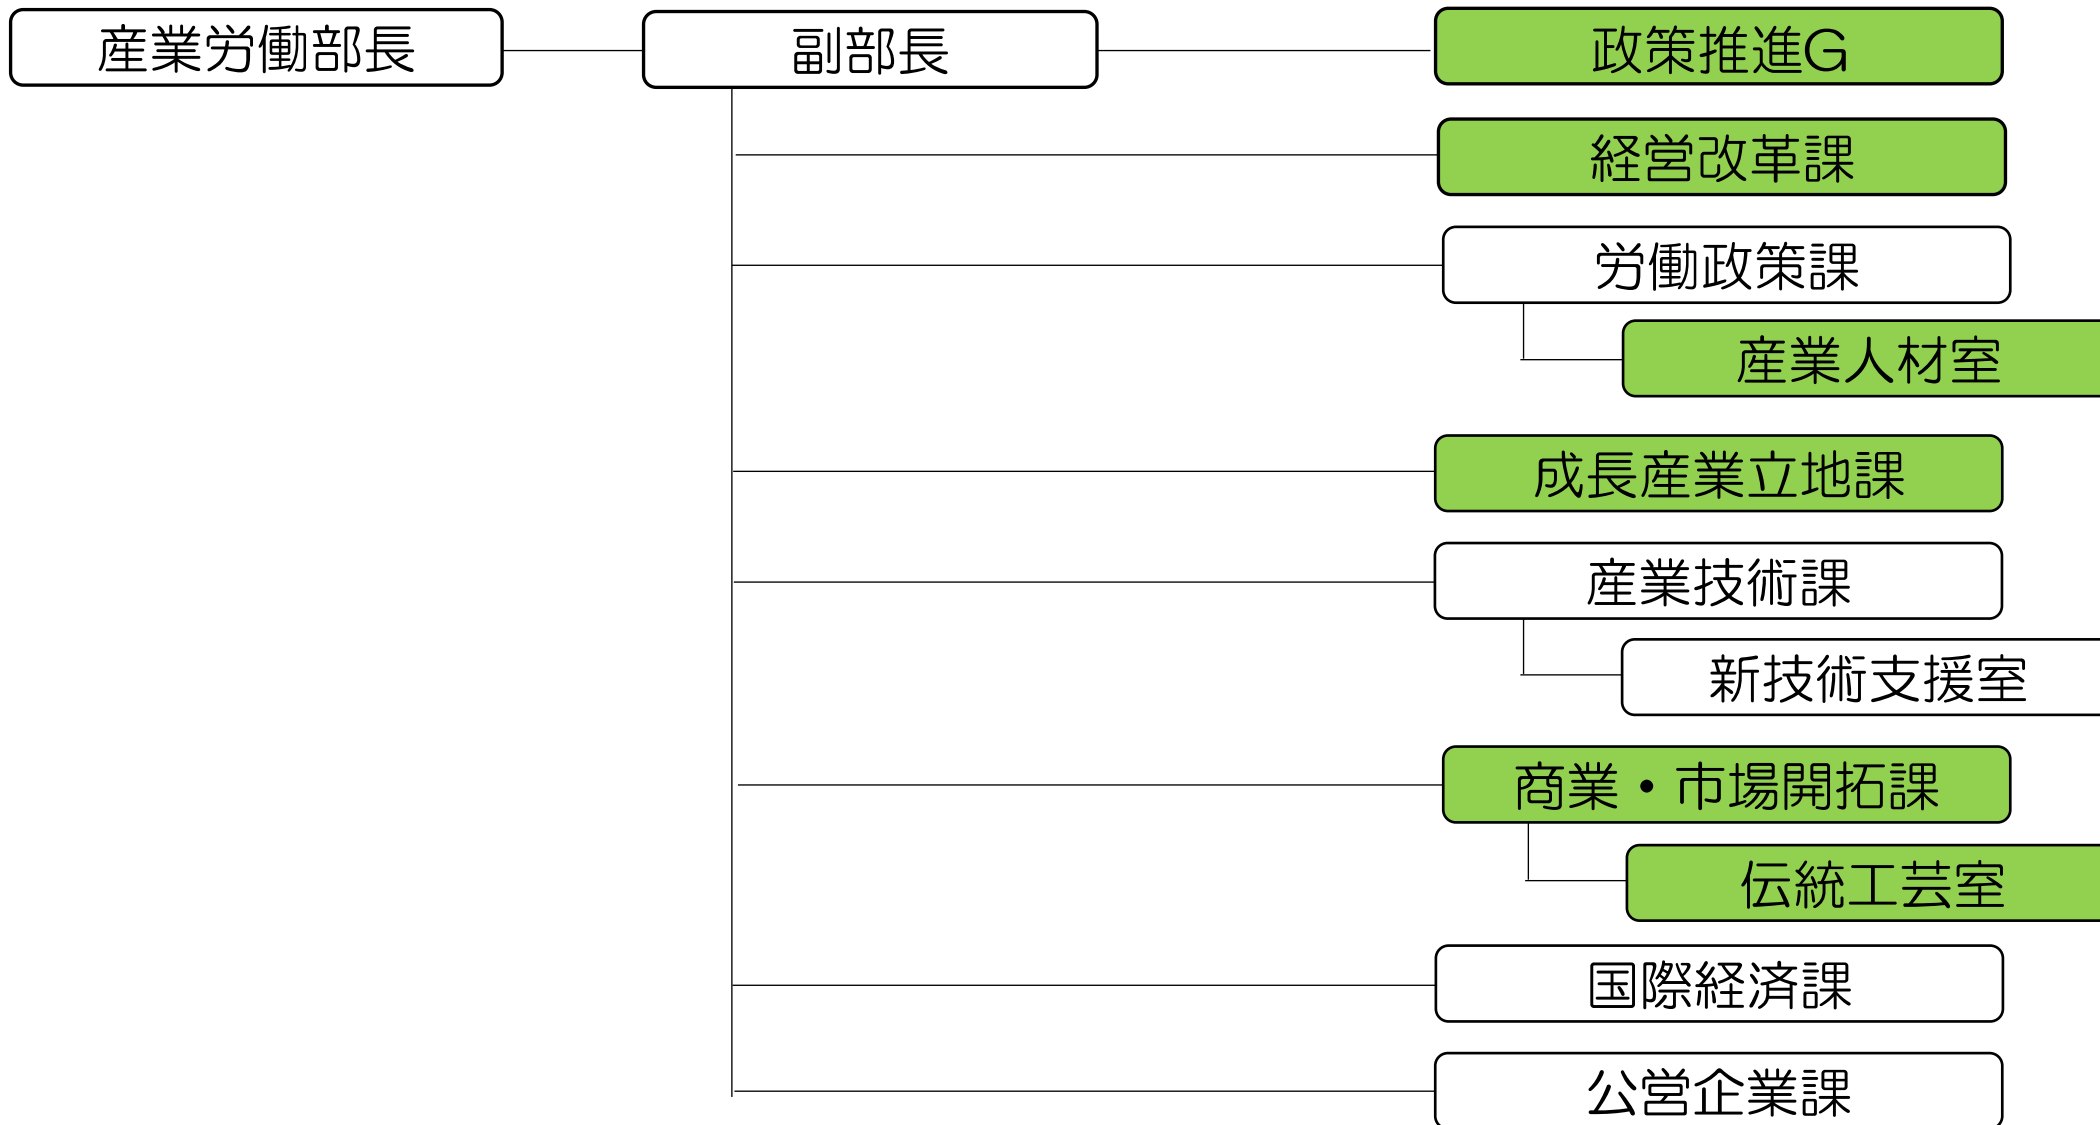 産業労働部長
副部長
政策推進G
経営改革課
労働政策課
産業人材室
成長産業立地課
産業技術課
新技術支援室
商業・市場開拓課
伝統工芸室
国際経済課
公営企業課